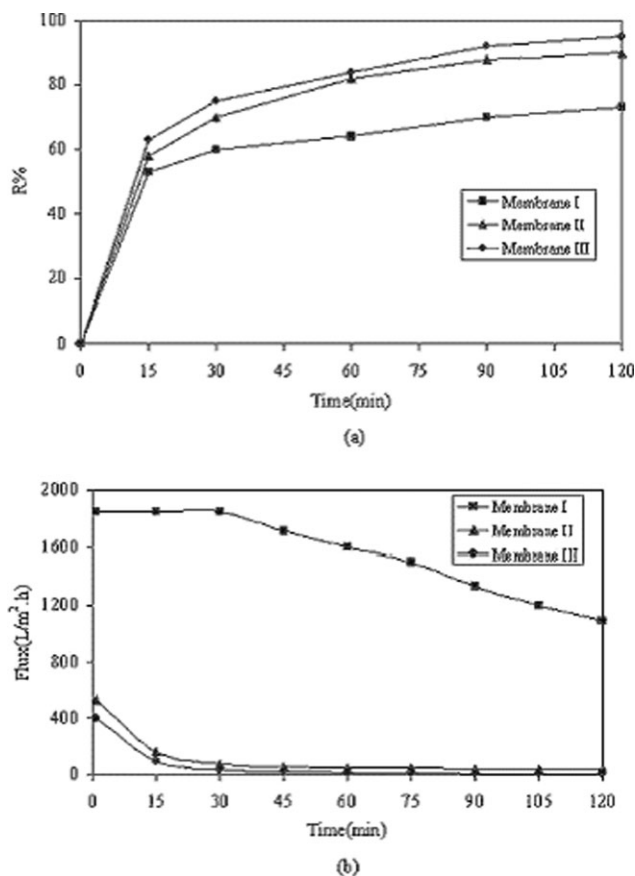 100
80
60
40
20
0
R%
Membrane I
Membrane II
Membrane III
0 15 30 45 60 75 90 105 120
Time(min)
(a)
2000
1600
1200
800
400
0
Flux(L/m².h)
Membrane I
Membrane II
Membrane III
0 15 30 45 60 75 90 105 120
Time(min)
(b)